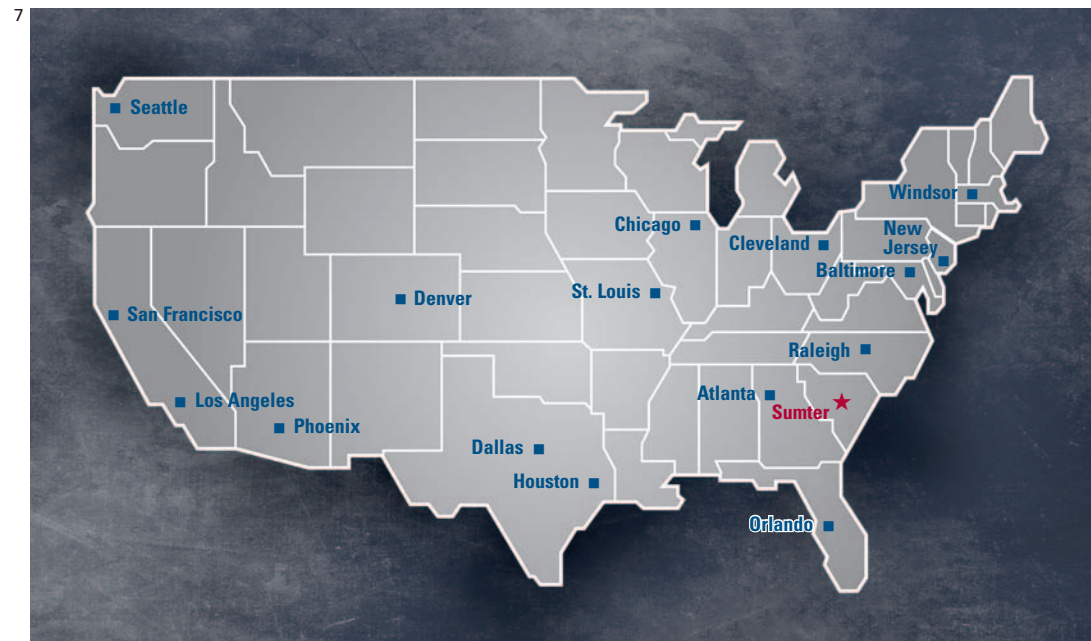 7
Seattle
Windsor
Chicago
New
Jersey
Cleveland
Baltimore
St. Louis
Denver
San Francisco
Raleigh
Atlanta
Los Angeles
Sumter
Phoenix
Dallas
Houston
Orlando